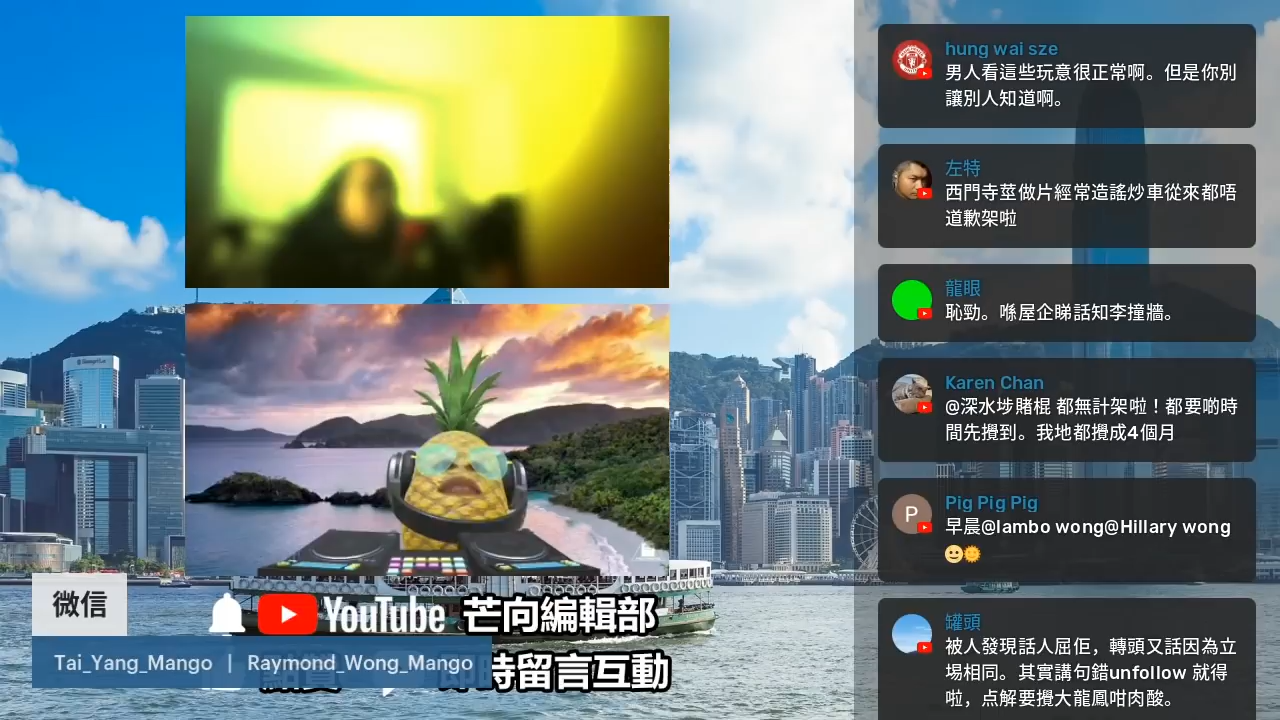 hung wai sze
男人看這些玩意很正常啊。但是你別
讓別人知道啊。
左特
西門寺莖做片經常造謠炒車從來都唔
道歉架啦
龍眼
恥勁。喺屋企睇話知李撞牆。
Karen Chan
@深水埗賭棍 都無計架啦！都要啲時
間先攪到。我地都攪成4個月
Pig Pig Pig
P
早晨@lambo wong@Hillary wong
罐頭
被人發現話人屈佢，轉頭又話因為立
場相同。其實講句錯unfollow 就得
啦，点解要攪大龍鳳咁肉酸。
微信
YouTube 芒向編輯部
Tai_Yang_Mango | Raymond_Wong_Mango
時留言互動